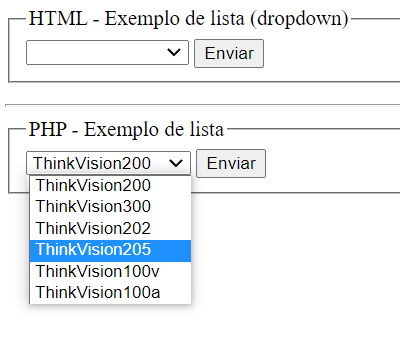 HTML - Exemplo de lista (dropdown)
Enviar
PHP - Exemplo de lista
ThinkVision200 Enviar
ThinkVision200
ThinkVision300
ThinkVision202
ThinkVision205
ThinkVision100v
ThinkVision100a